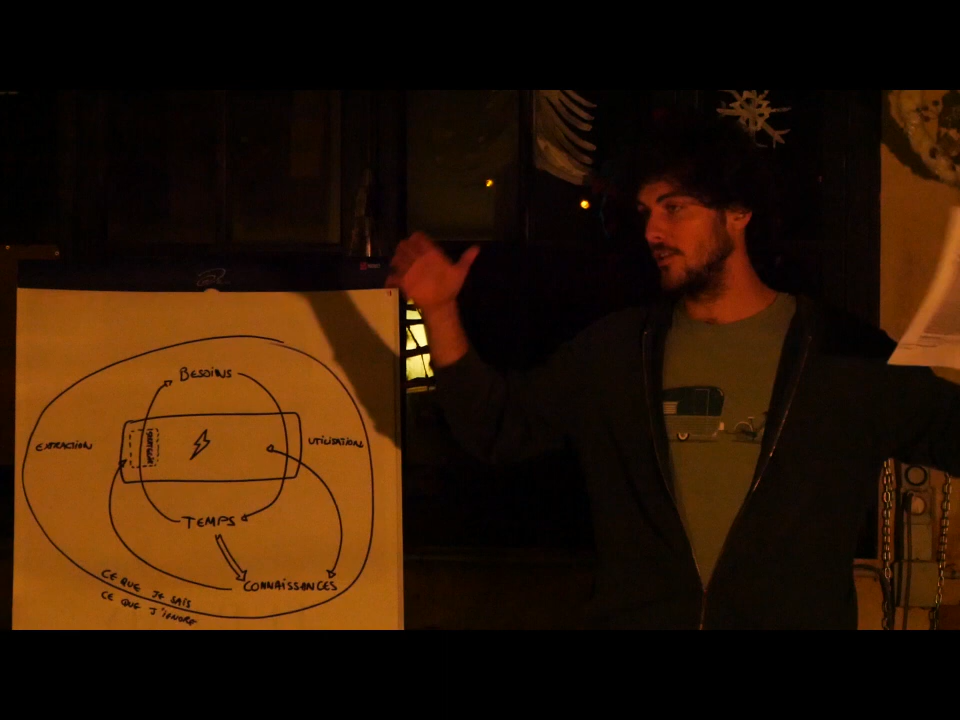 BESOINS
EXTRACTION
UTILISATION
TEMPS
CONNAISSANCES
CE QUE JE SAIS
CE QUE J'IGNORE